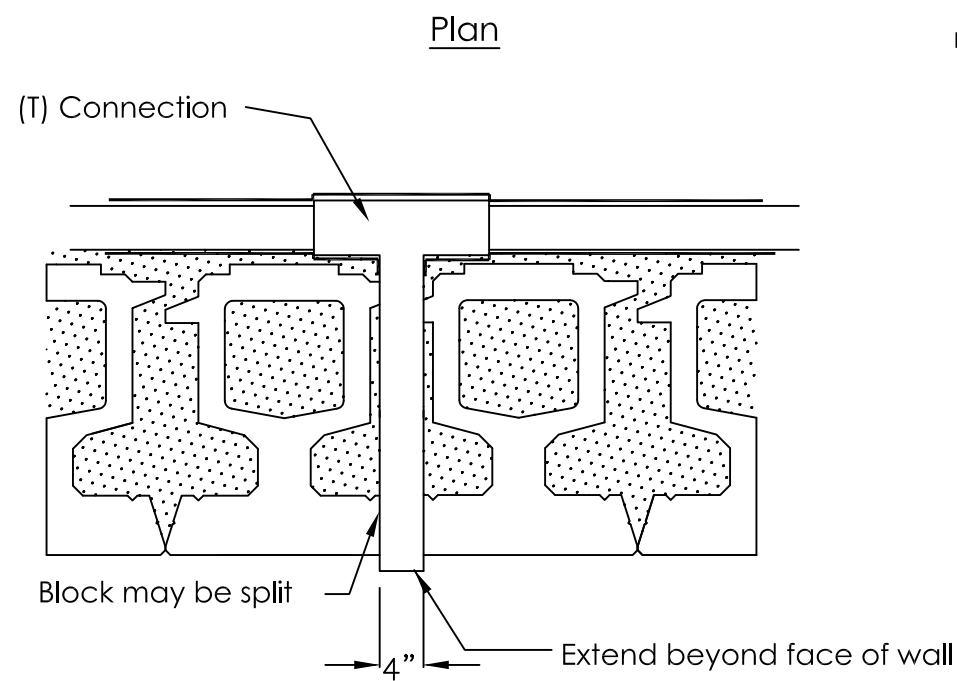 Plan
(T) Connection
Block may be split
4”
Extend beyond face of wall